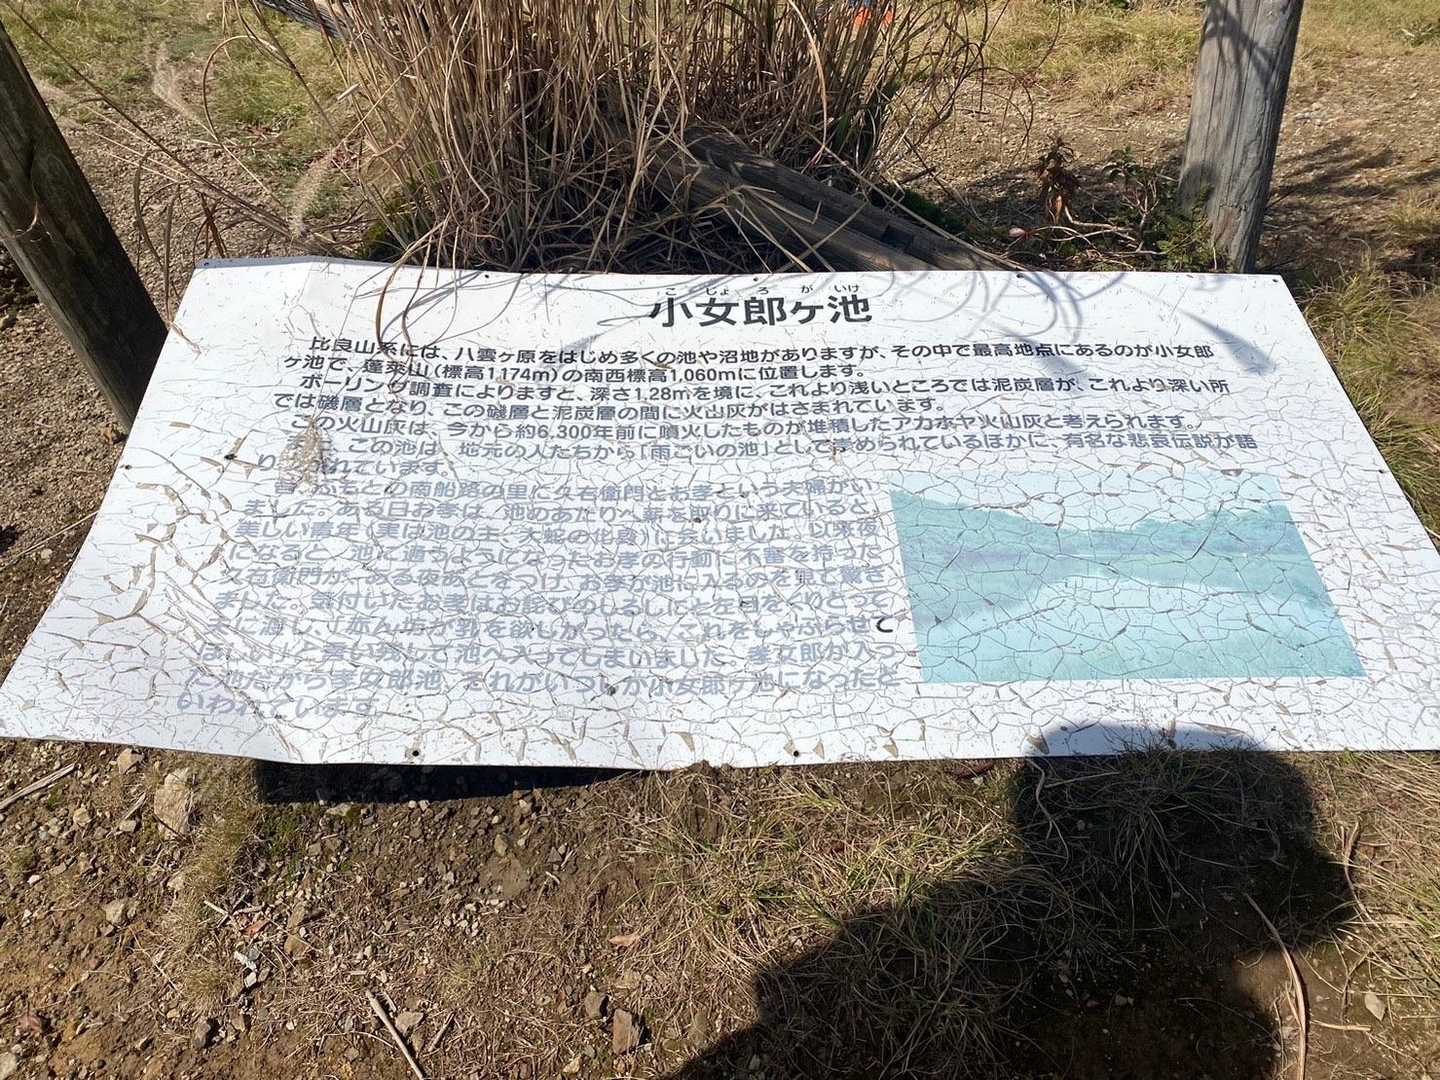 こじょろがいけ
小女郎ヶ池
比良山系には、八雲ヶ原をはじめ多くの池や沼地がありますが、その中で最高地点にあるのが小女郎
ヶ池で、蓬莱山(標高1174m)の南西標高1,060mに位置します。
ボーリング調査によりますと、深さ1.28mを境に、これより浅いところでは泥炭層が、これより深い所
では礫層となり、この礫層と泥炭層の間に火山灰がはさまれています。
この火山灰は、今から約6,300年前に噴火したものが堆積したアカホヤ火山灰と考えられます。
また、この池は、地元の人たちから「雨ごいの池」として崇められているほかに、有名な悲哀伝説が語
り れています。
昔、ふもとの南船路の里に久右衛門とお孝という夫婦がい
ました。ある日お孝は、池のあたりへ薪を取りに来ていると、
美しい青年(実は池の主、大蛇の化身)に会いました。以来夜
になると、池に通うようになったお孝の行動に不審を持った
久右衛門が、ある夜あとをつけ、お孝が池に入るのを見て驚き
ました。気付いたお孝はお詫びのしるしにと左目をくりとって
夫に渡し、「赤ん坊が乳を欲しがったら、これをしゃぶらせて
ほしい」と言い残して池へ入ってしまいました。孝女郎が入っ
た池だから孝女郎池、それがいつしか小女郎ヶ池になったと
いわれています。